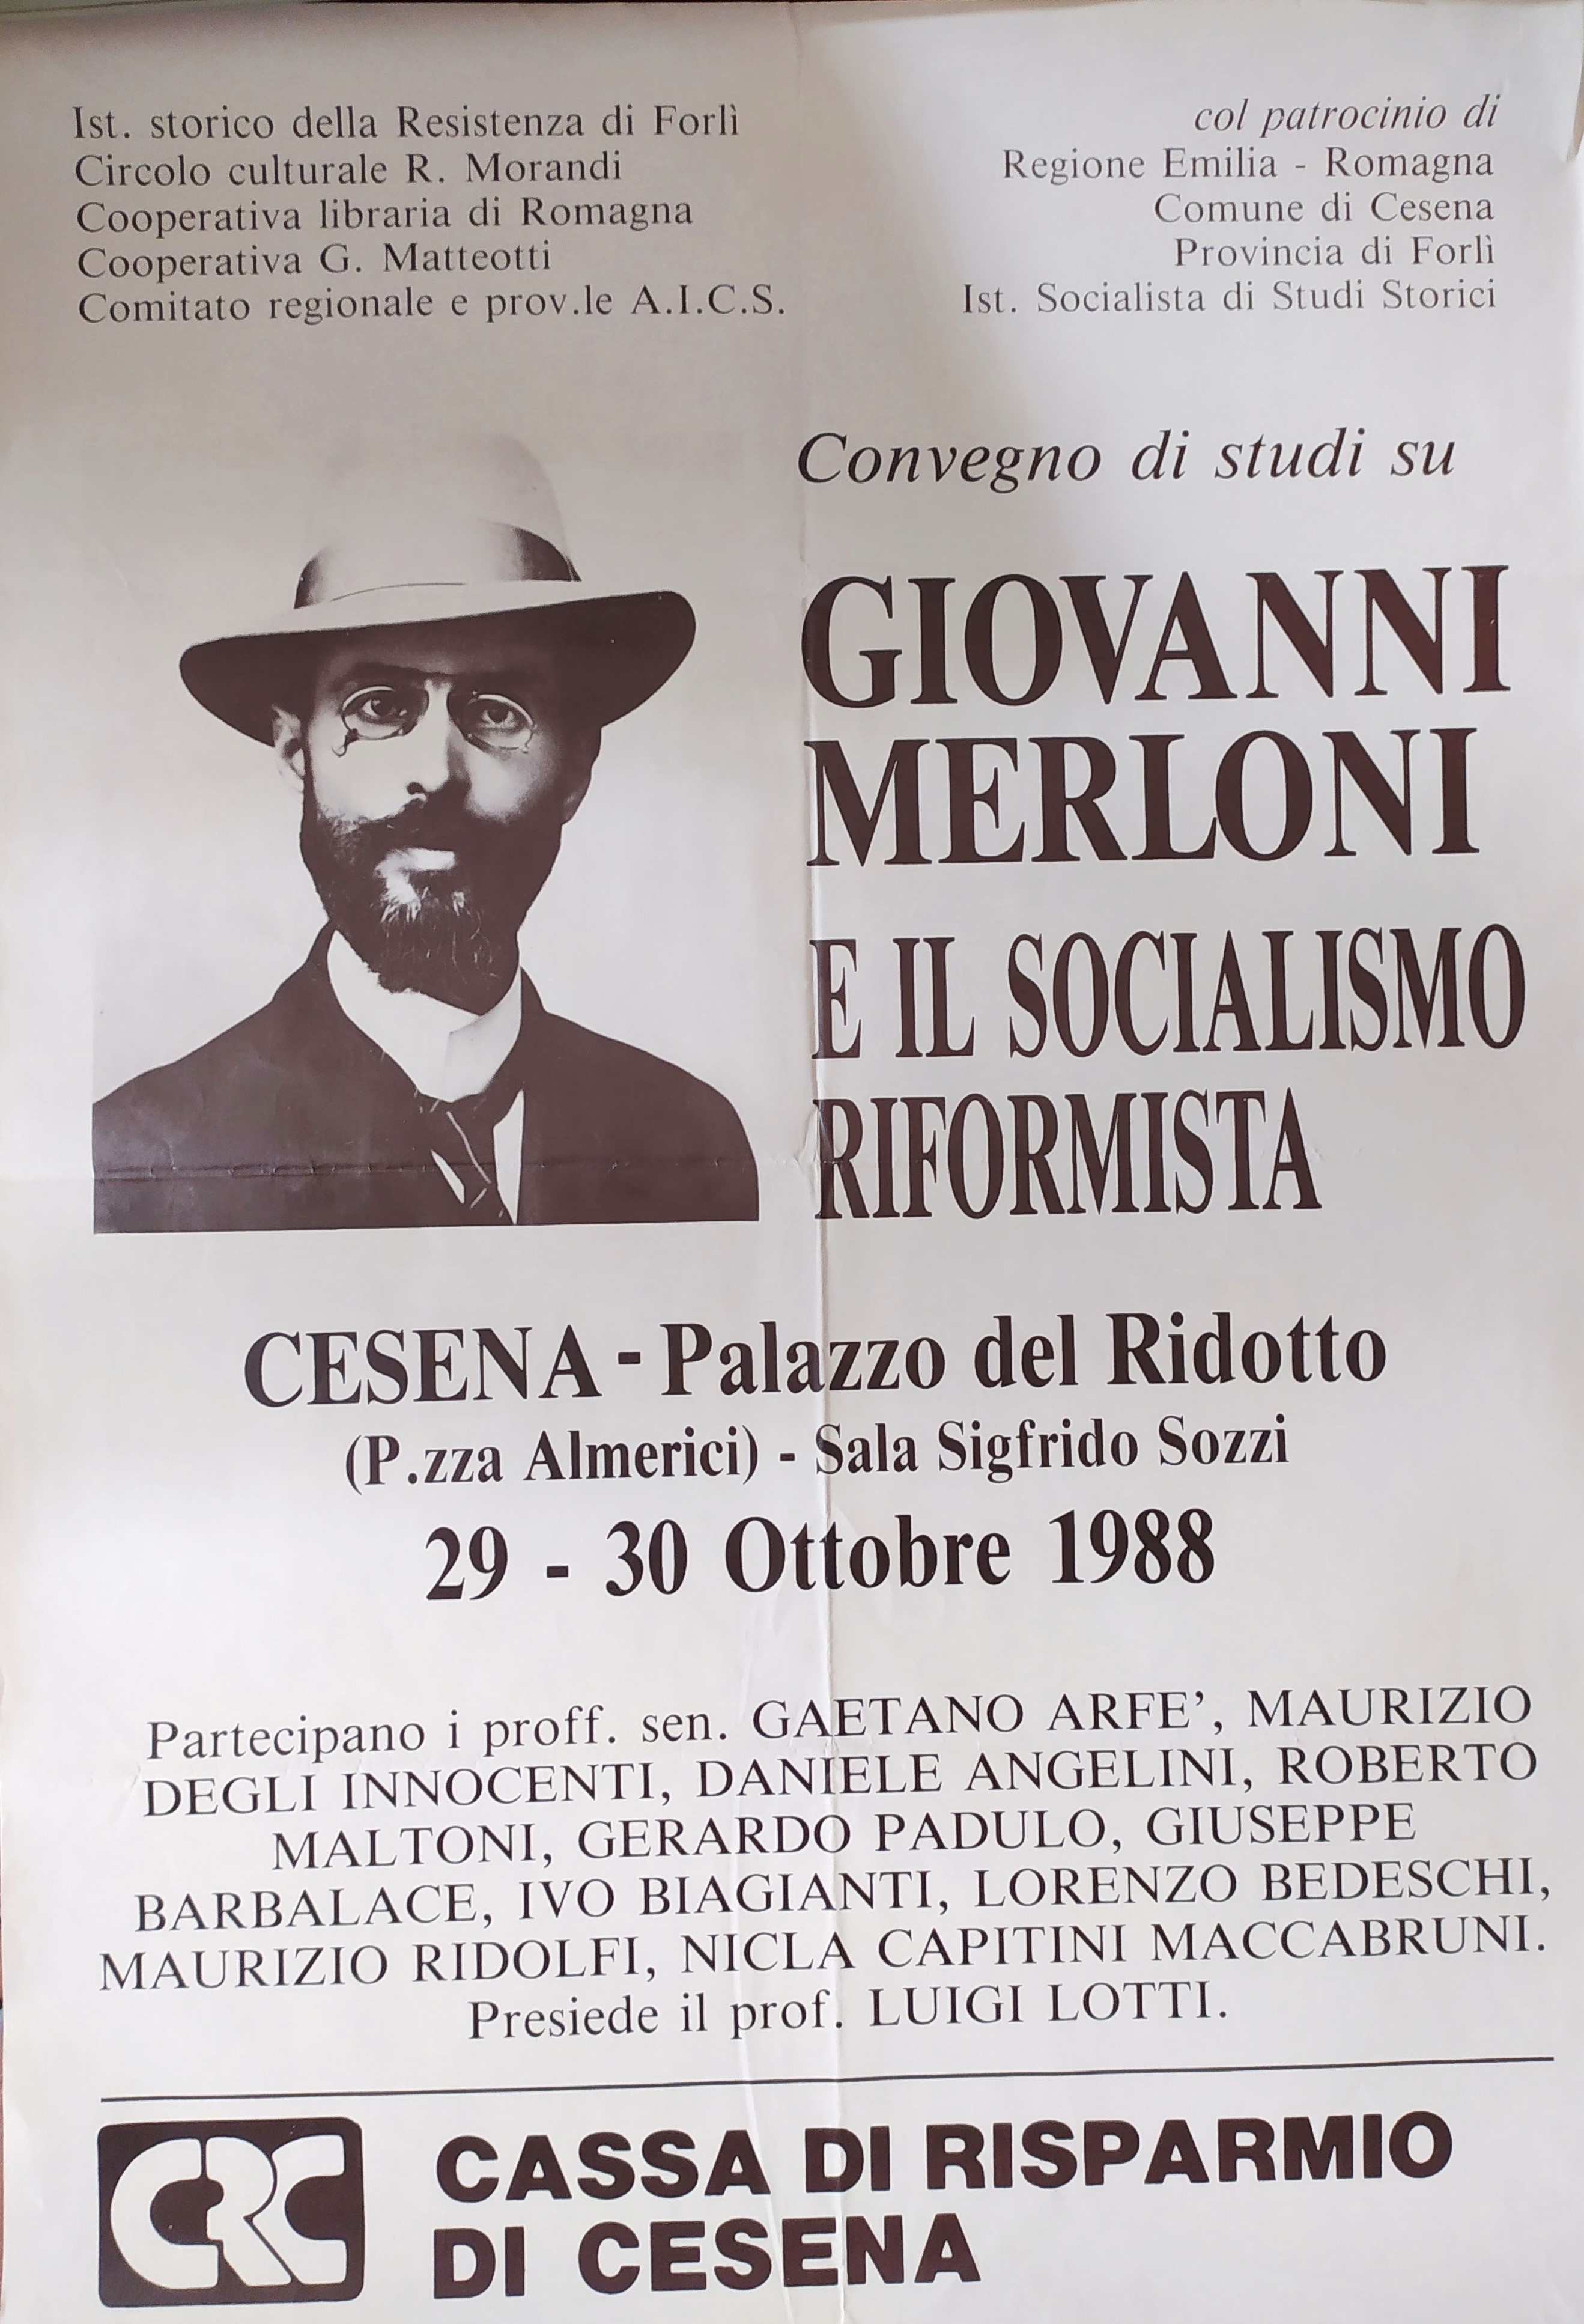 Ist. storico della Resistenza di Forlì
Circolo culturale R. Morandi
Cooperativa libraria di Romagna
Cooperativa G. Matteotti
Comitato regionale e prov.le A.I.C.S.
col patrocinio di
Regione Emilia - Romagna
Comune di Cesena
Provincia di Forlì
Ist. Socialista di Studi Storici
Convegno di studi su
GIOVANNI
MERLONI
E IL SOCIALISMO
RIFORMISTA
CESENA - Palazzo del Ridotto
(P.zza Almerici) - Sala Sigfrido Sozzi
29 - 30 Ottobre 1988
Partecipano i proff. sen. GAETANO ARFE', MAURIZIO
DEGLI INNOCENTI, DANIELE ANGELINI, ROBERTO
MALTONI, GERARDO PADULO, GIUSEPPE
BARBALACE, IVO BIAGIANTI, LORENZO BEDESCHI,
MAURIZIO RIDOLFI, NICLA CAPITINI MACCABRUNI.
Presiede il prof. LUIGI LOTTI.
CRC
CASSA DI RISPARMIO
DI CESENA